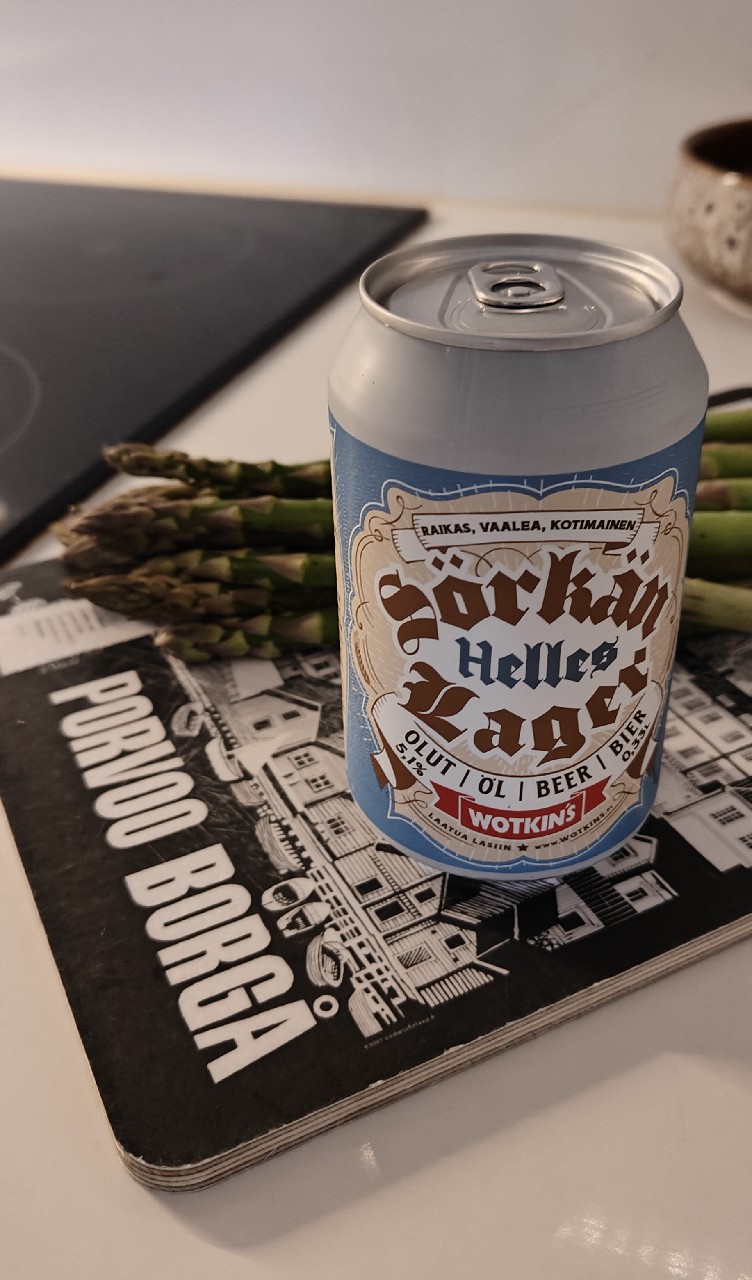 RAIKAS, VAALEA, KOTIMAINEN
Sörkän
Helles
Lager
OLUT | ÖL | BEER | BIER
5,1%
0,33l
WOTKIN'S
LAATUA LASIIN ★ www.WOTKINS.
PORVOO BORGÅ